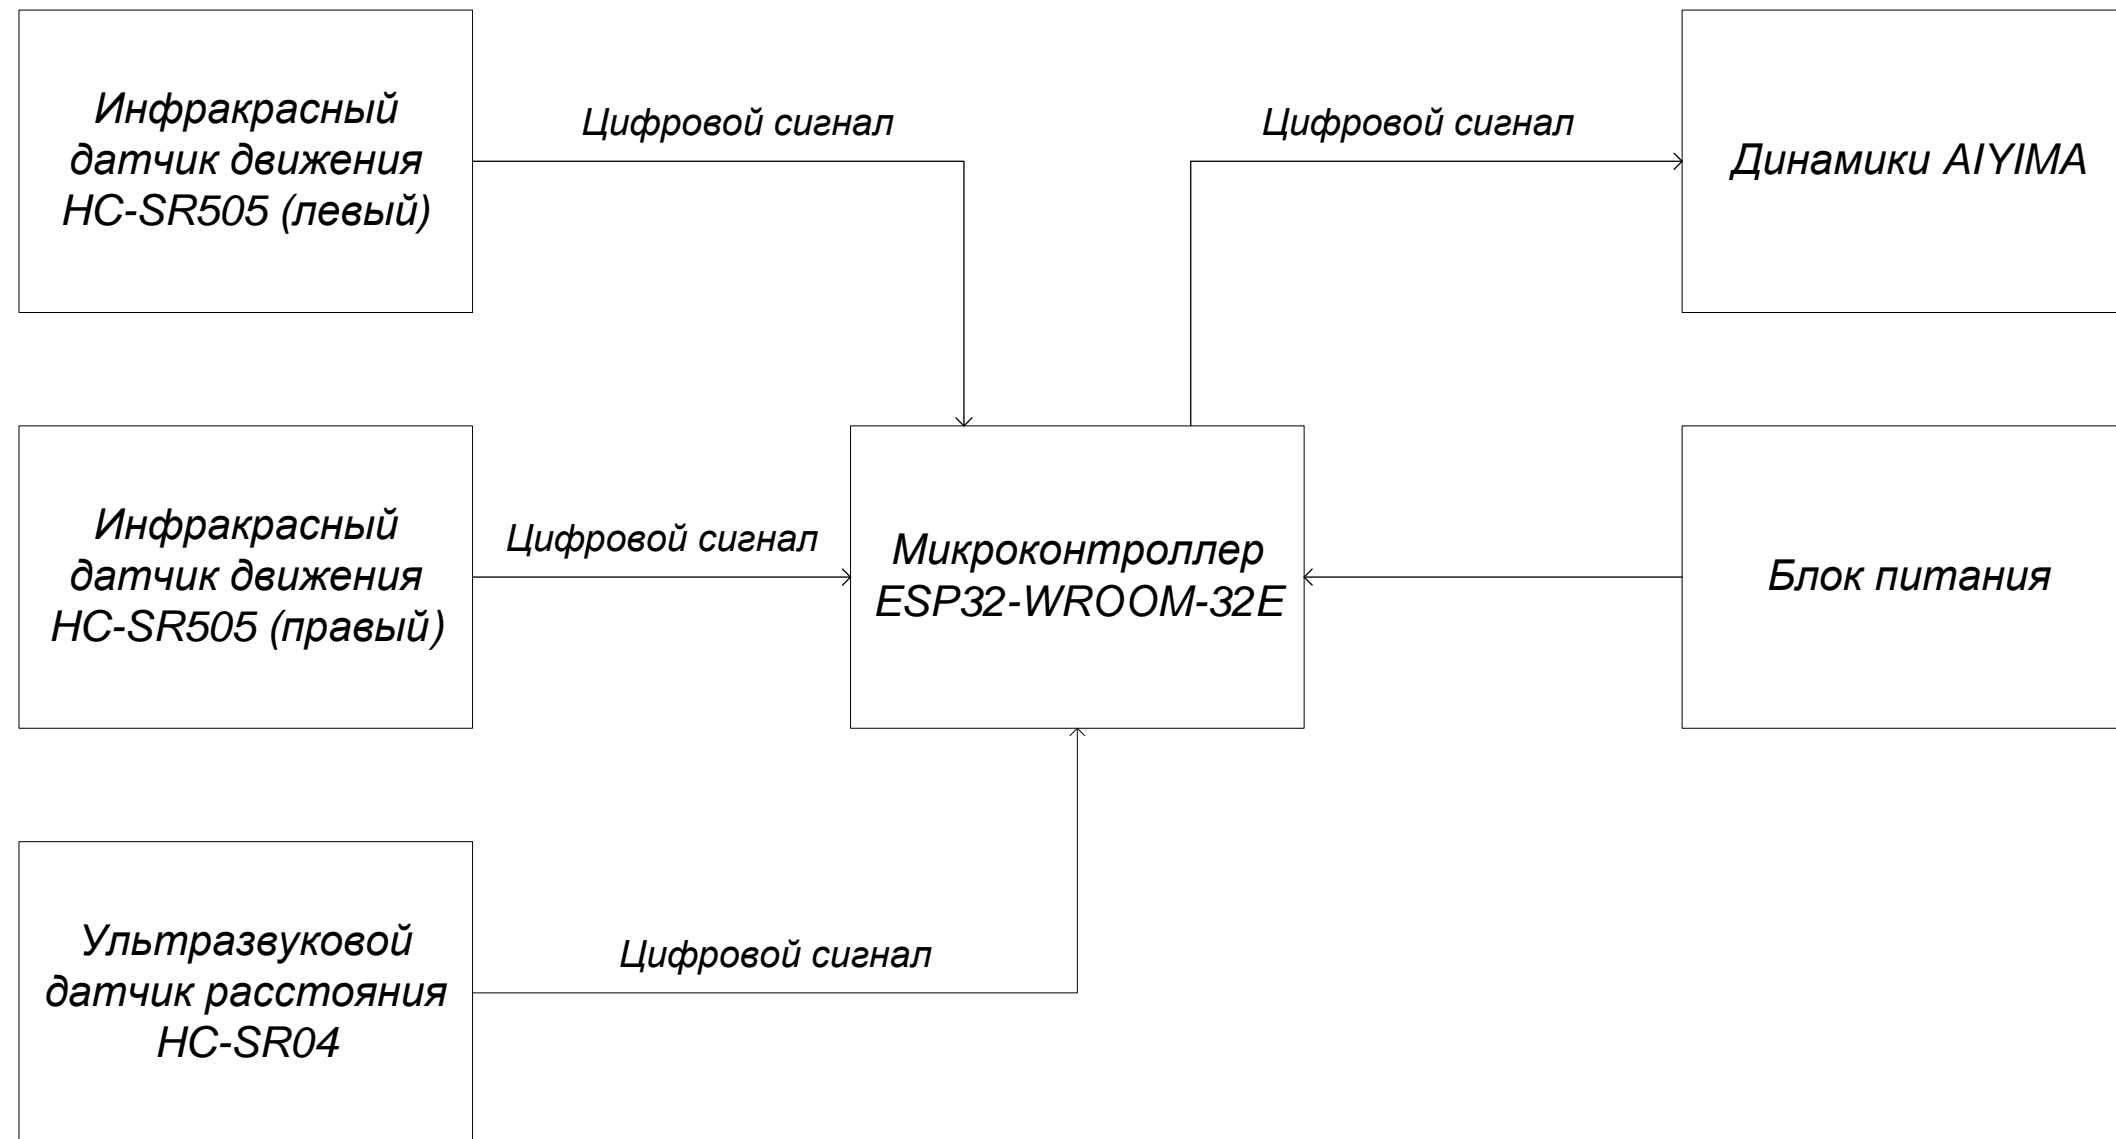 Инфракрасный
датчик движения
HC-SR505 (левый)
Цифровой сигнал
Цифровой сигнал
Динамики AIYIMA
Инфракрасный
датчик движения
HC-SR505 (правый)
Цифровой сигнал
Микроконтроллер
ESP32-WROOM-32E
Блок питания
Ультразвуковой
датчик расстояния
HC-SR04
Цифровой сигнал